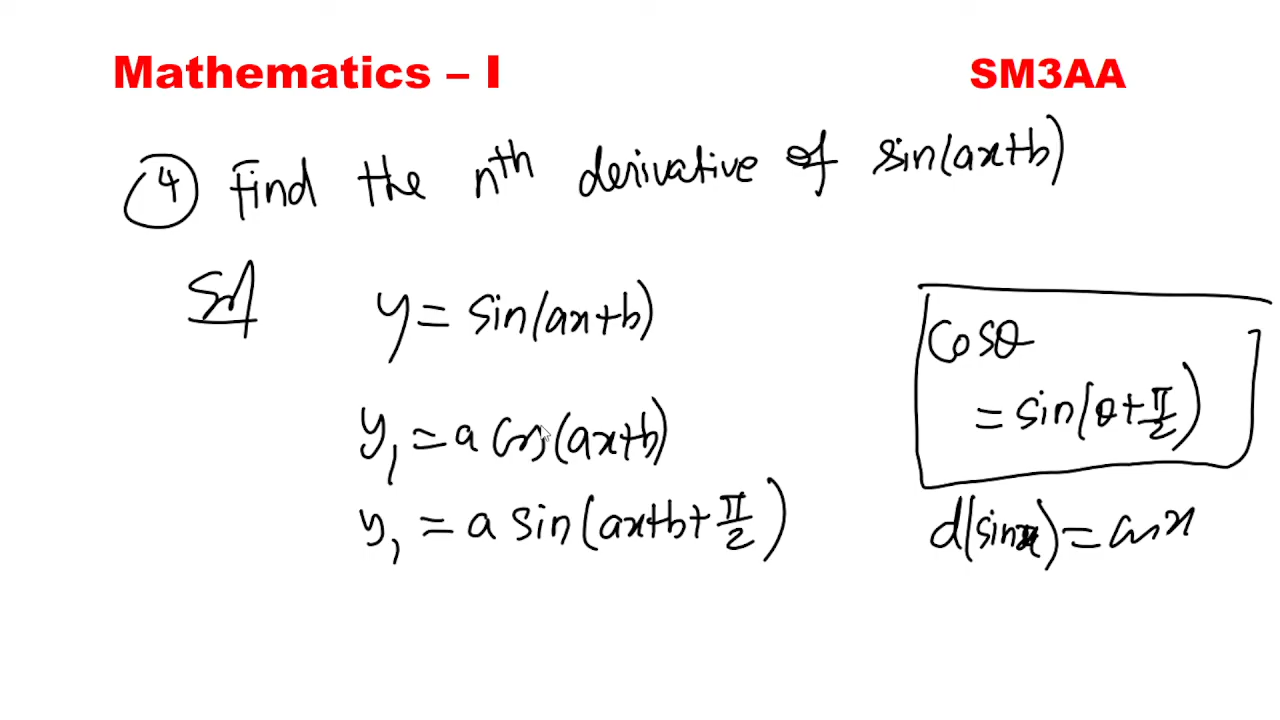 Mathematics – I
SM3AA
4 Find the nth derivative of sin(ax+b)
Sol
y = sin(ax+b)
y₁ = a cos(ax+b)
y₁ = a sin(ax+b+π/2)
cosθ
= sin(θ+π/2)
d(sinx) = cosx